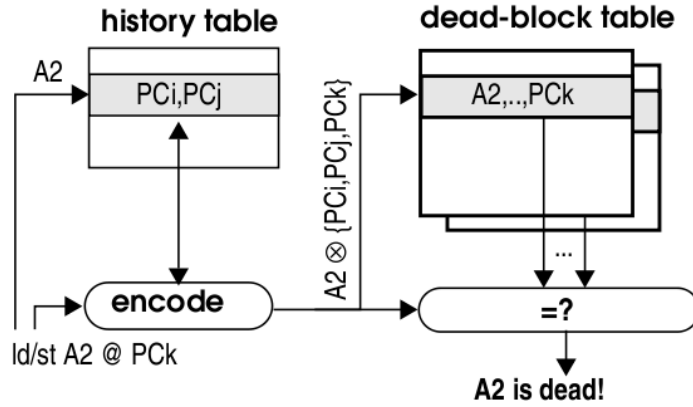 history table
dead-block table
A2
PCi,PCj
A2 ⊗ {PCi,PCj,PCk}
A2,..,PCk
...
encode
=?
ld/st A2 @ PCk
A2 is dead!